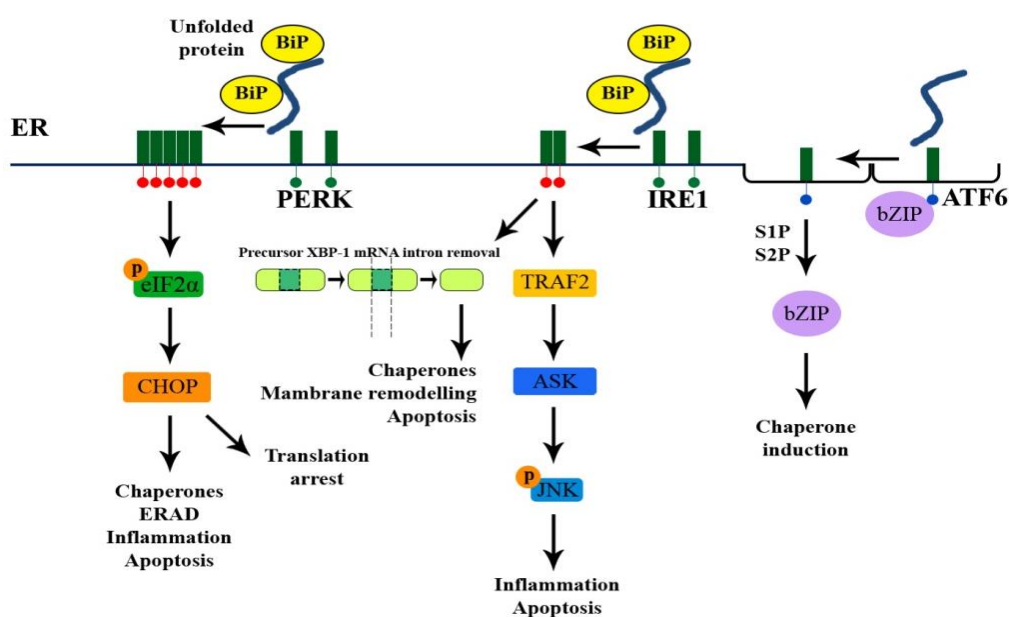 Unfolded
protein
BiP
BiP
BiP
BiP
ER
PERK
IRE1
ATF6
bZIP
S1P
S2P
Precursor XBP-1 mRNA intron removal
p
eIF2α
TRAF2
bZIP
CHOP
Chaperones
Mambrane remodelling
Apoptosis
ASK
Chaperone
induction
Translation
arrest
Chaperones
ERAD
Inflammation
Apoptosis
p
JNK
Inflammation
Apoptosis